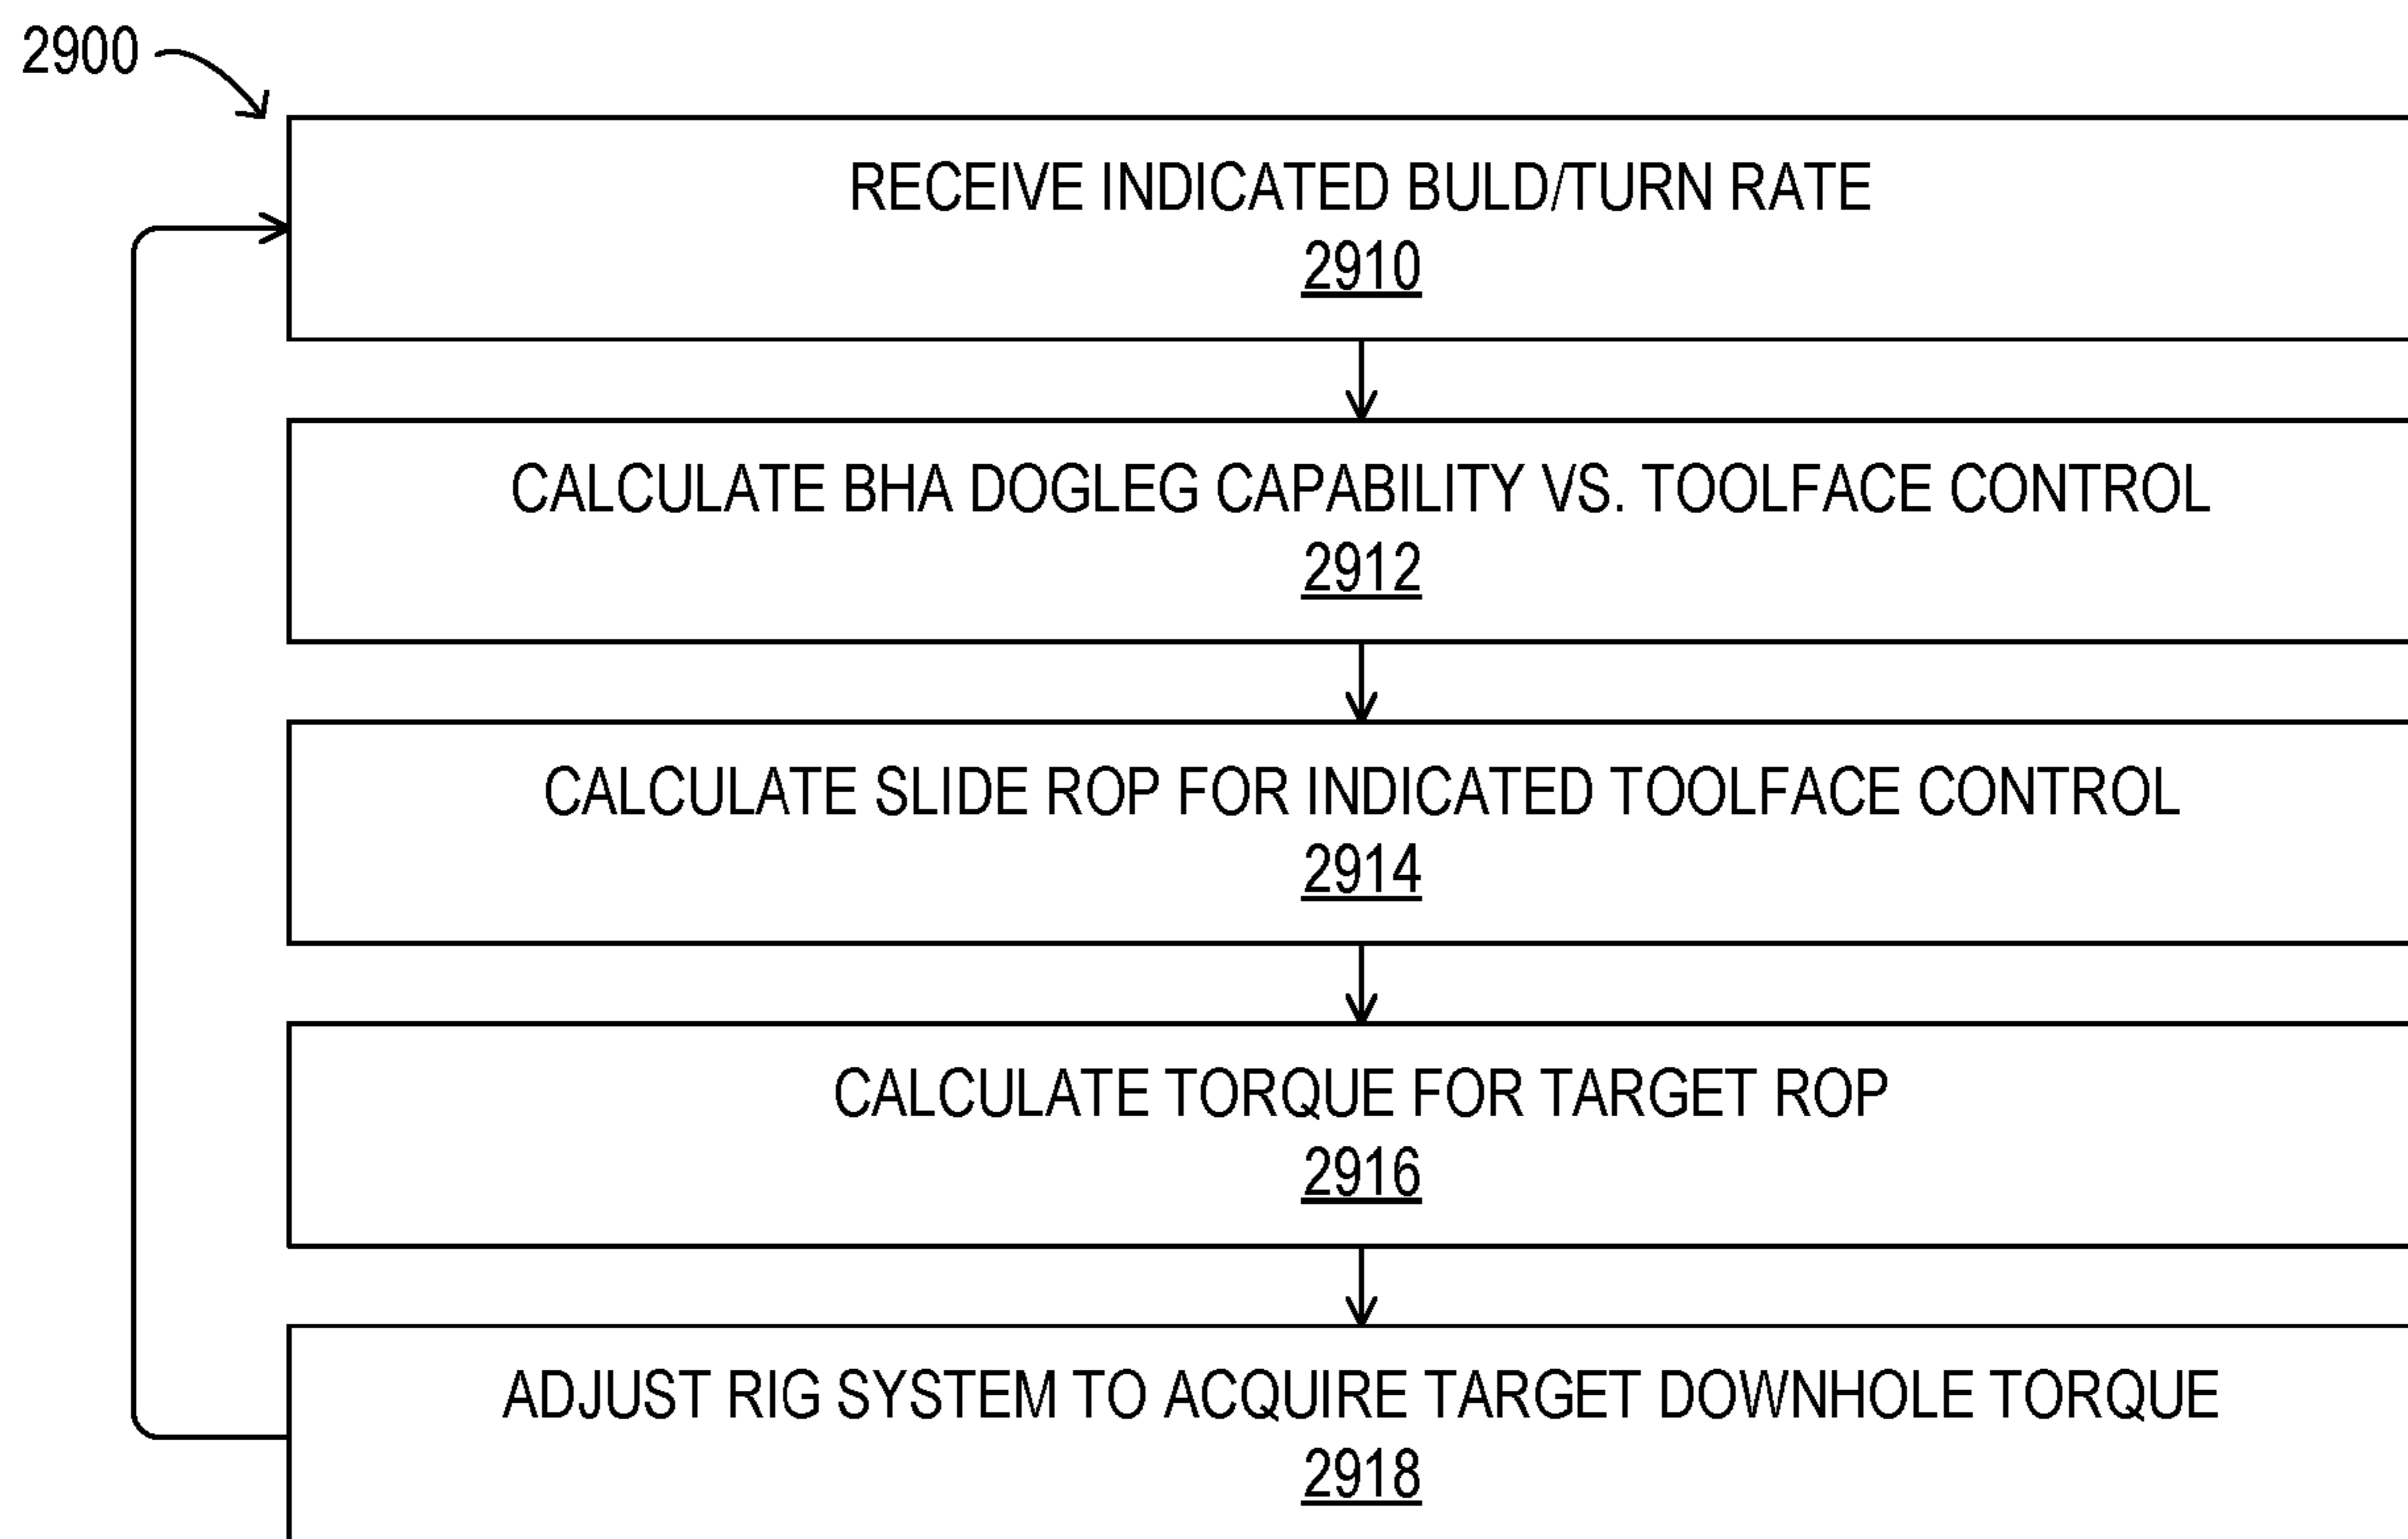 2900
RECEIVE INDICATED BULD/TURN RATE
2910
CALCULATE BHA DOGLEG CAPABILITY VS. TOOLFACE CONTROL
2912
CALCULATE SLIDE ROP FOR INDICATED TOOLFACE CONTROL
2914
CALCULATE TORQUE FOR TARGET ROP
2916
ADJUST RIG SYSTEM TO ACQUIRE TARGET DOWNHOLE TORQUE
2918